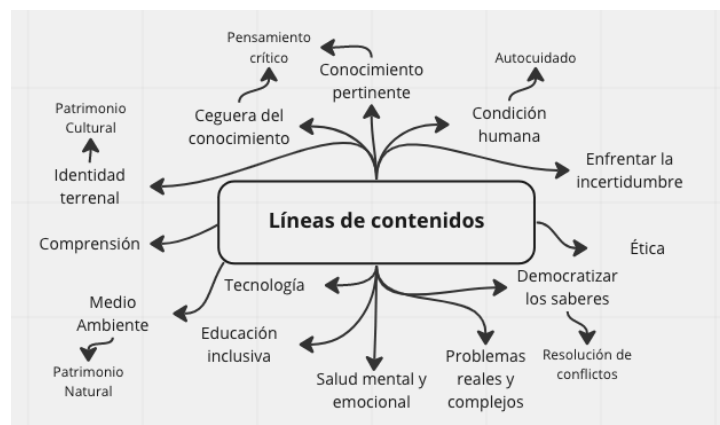 Pensamiento
crítico
Conocimiento
pertinente
Autocuidado
Patrimonio
Cultural
Ceguera del
conocimiento
Condición
humana
Identidad
terrenal
Enfrentar la
incertidumbre
Líneas de contenidos
Comprensión
Ética
Tecnología
Democratizar
los saberes
Medio
Ambiente
Educación
inclusiva
Patrimonio
Natural
Salud mental y
emocional
Problemas
reales y
complejos
Resolución de
conflictos